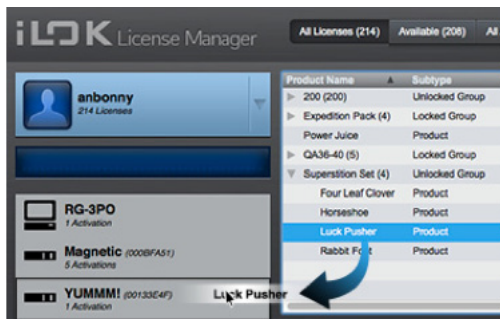 iLOK License Manager
All Licenses (214) Available (208) All
anbonny
214 Licenses
RG-3PO
1 Activation
Magnetic (000BFA51)
5 Activations
YUMMM! (00133E4F)
1 Activation
Luck Pusher
Product Name Subtype
200 (200) Unlocked Group
Expedition Pack (4) Locked Group
Power Juice Product
QA36-40 (5) Locked Group
Superstition Set (4) Unlocked Group
Four Leaf Clover Product
Horseshoe Product
Luck Pusher Product
Rabbit Foot Product